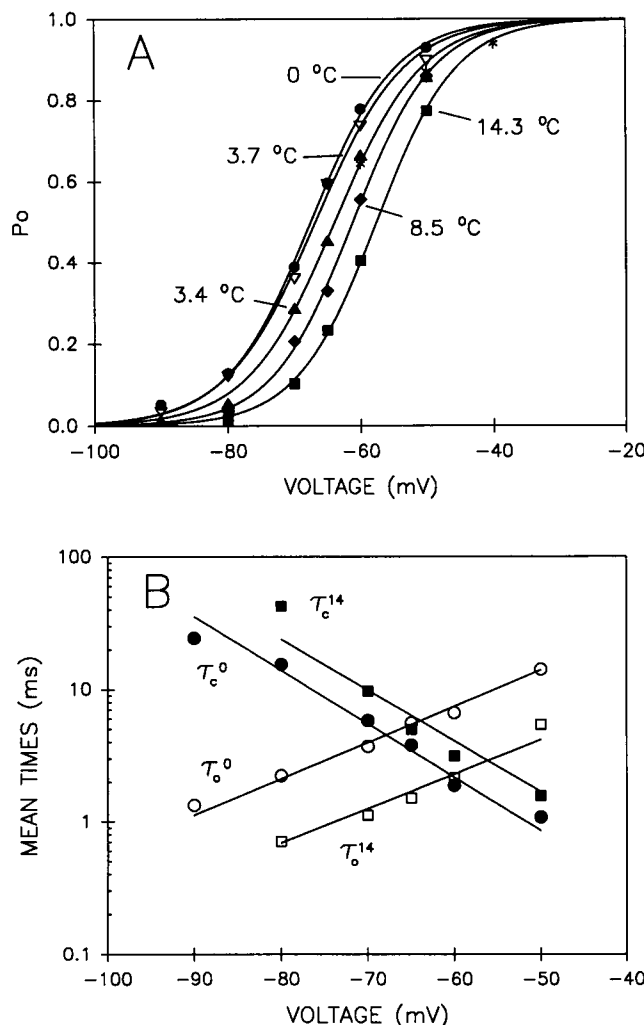 A
1.0
0.8
0.6
0.4
0.2
0.0
Po
0 °C
3.7 °C
3.4 °C
14.3 °C
8.5 °C
−100 −80 −60 −40 −20
VOLTAGE (mV)
B
100
10
1
0.1
MEAN TIMES (ms)
τc14
τc0
τo0
τo14
−100 −90 −80 −70 −60 −50 −40
VOLTAGE (mV)